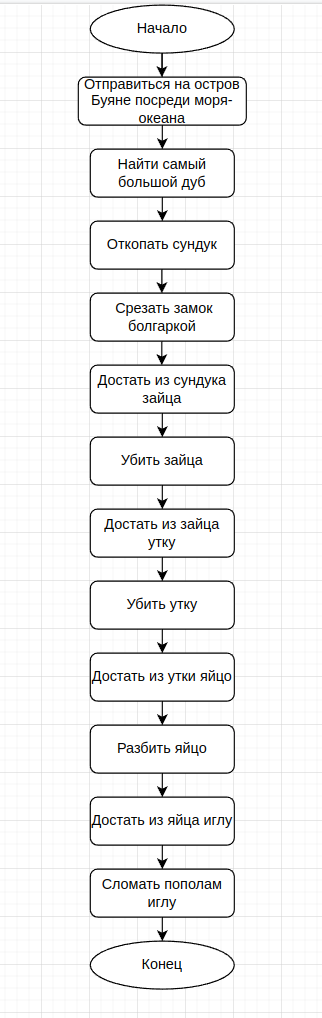 Начало
Отправиться на остров
Буяне посреди моря-
океана
Найти самый
большой дуб
Откопать сундук
Срезать замок
болгаркой
Достать из сундука
зайца
Убить зайца
Достать из зайца
утку
Убить утку
Достать из утки яйцо
Разбить яйцо
Достать из яйца иглу
Сломать пополам
иглу
Конец